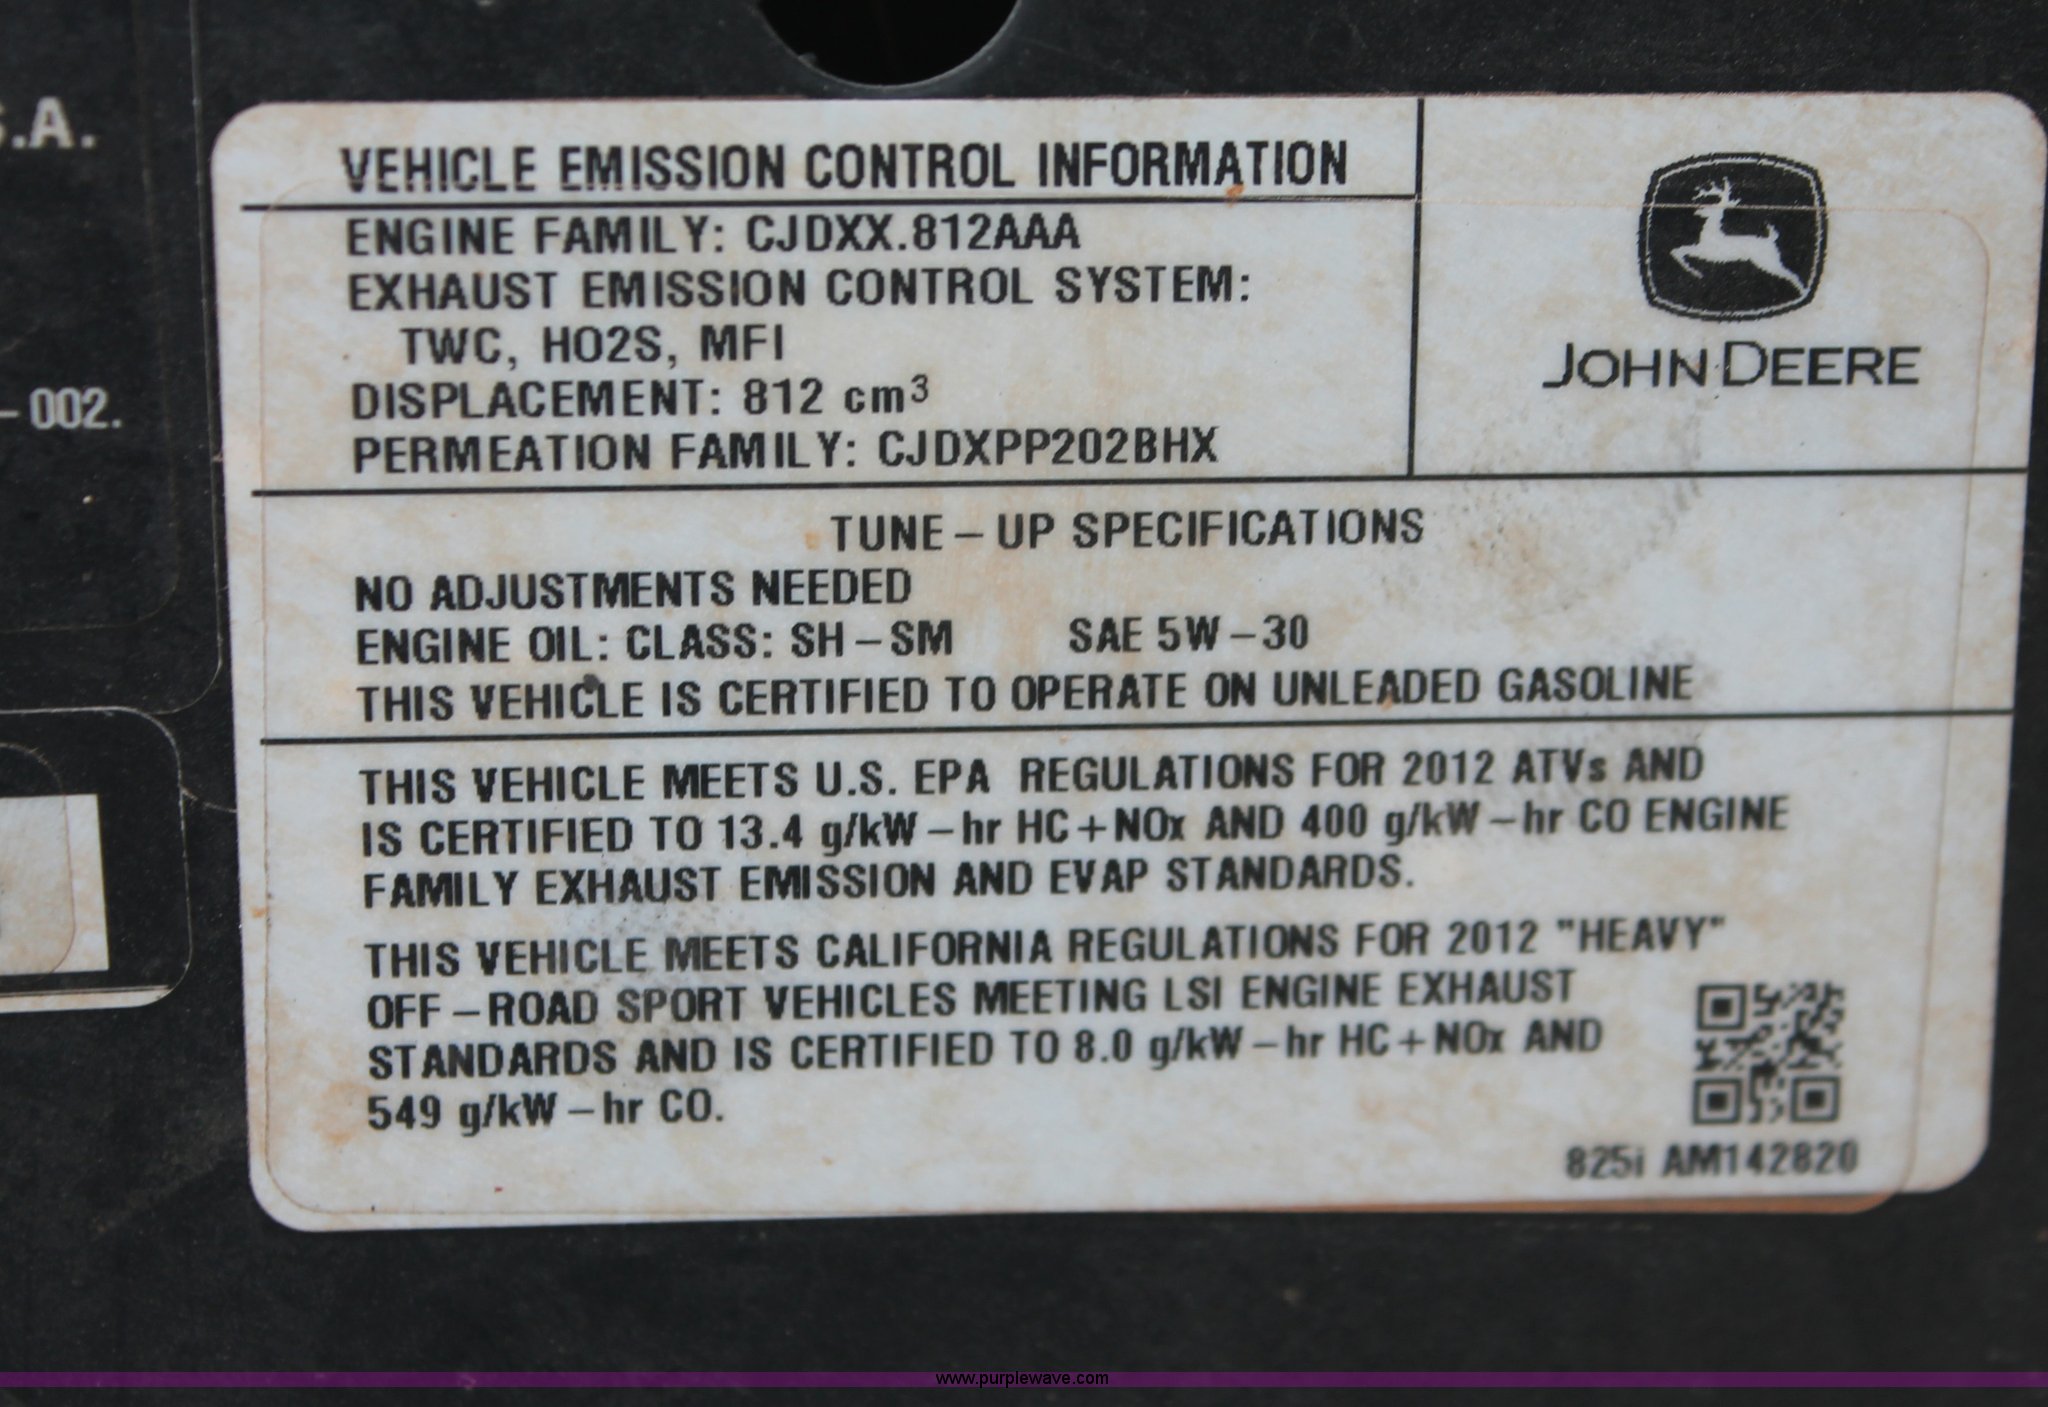 .A.
– 002.
VEHICLE EMISSION CONTROL INFORMATION
ENGINE FAMILY: CJDXX.812AAA
EXHAUST EMISSION CONTROL SYSTEM:
TWC, HO2S, MFI
DISPLACEMENT: 812 cm³
PERMEATION FAMILY: CJDXPP202BHX
JOHN DEERE
TUNE – UP SPECIFICATIONS
NO ADJUSTMENTS NEEDED
ENGINE OIL: CLASS: SH – SM SAE 5W – 30
THIS VEHICLE IS CERTIFIED TO OPERATE ON UNLEADED GASOLINE
THIS VEHICLE MEETS U.S. EPA REGULATIONS FOR 2012 ATVs AND
IS CERTIFIED TO 13.4 g/kW – hr HC + NOx AND 400 g/kW – hr CO ENGINE
FAMILY EXHAUST EMISSION AND EVAP STANDARDS.
THIS VEHICLE MEETS CALIFORNIA REGULATIONS FOR 2012 "HEAVY"
OFF – ROAD SPORT VEHICLES MEETING LSI ENGINE EXHAUST
STANDARDS AND IS CERTIFIED TO 8.0 g/kW – hr HC + NOx AND
549 g/kW – hr CO.
825i AM142820
www.purplewave.com